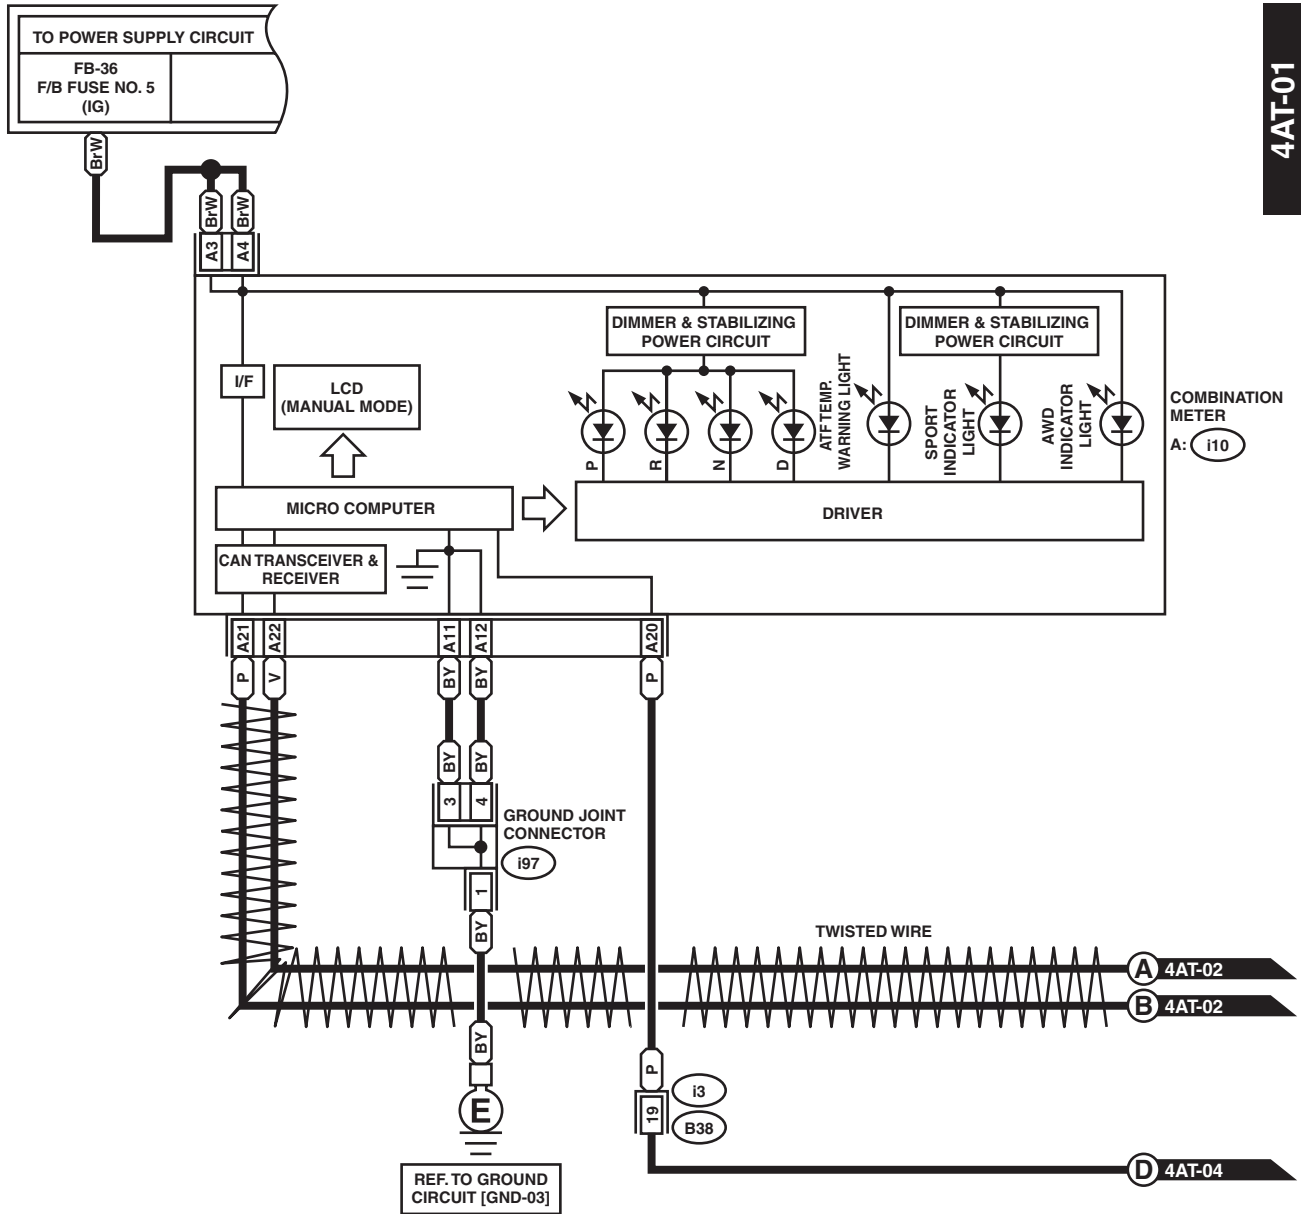 4AT-01
TO POWER SUPPLY CIRCUIT
FB-36
F/B FUSE NO. 5
(IG)
BrW
BrW
BrW
A3
A4
I/F
LCD
(MANUAL MODE)
DIMMER & STABILIZING
POWER CIRCUIT
DIMMER & STABILIZING
POWER CIRCUIT
P
R
N
D
ATF TEMP.
WARNING LIGHT
SPORT
INDICATOR
LIGHT
AWD
INDICATOR
LIGHT
COMBINATION
METER
A: i10
MICRO COMPUTER
DRIVER
CAN TRANSCEIVER &
RECEIVER
A21
A22
A11
A12
A20
P
V
BY
BY
P
BY
BY
3
4
GROUND JOINT
CONNECTOR
i97
1
BY
TWISTED WIRE
A 4AT-02
B 4AT-02
BY
P
i3
19
B38
E
D 4AT-04
REF. TO GROUND
CIRCUIT [GND-03]